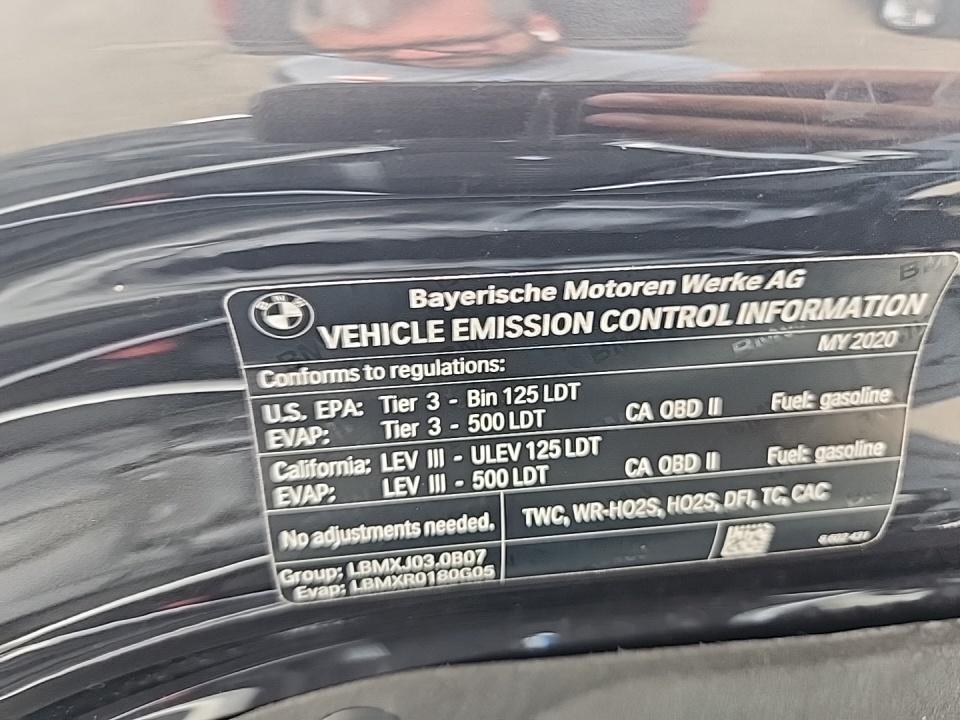 Bayerische Motoren Werke AG
VEHICLE EMISSION CONTROL INFORMATION
MY 2020
Conforms to regulations:
U.S. EPA: Tier 3 - Bin 125 LDT CA OBD II Fuel: gasoline
EVAP: Tier 3 - 500 LDT
California: LEV III - ULEV 125 LDT CA OBD II Fuel: gasoline
EVAP: LEV III - 500 LDT
No adjustments needed. TWC, WR-HO2S, HO2S, DFI, TC, CAC
Group: LBMXJ03.0B07
Evap: LBMXR0180G05